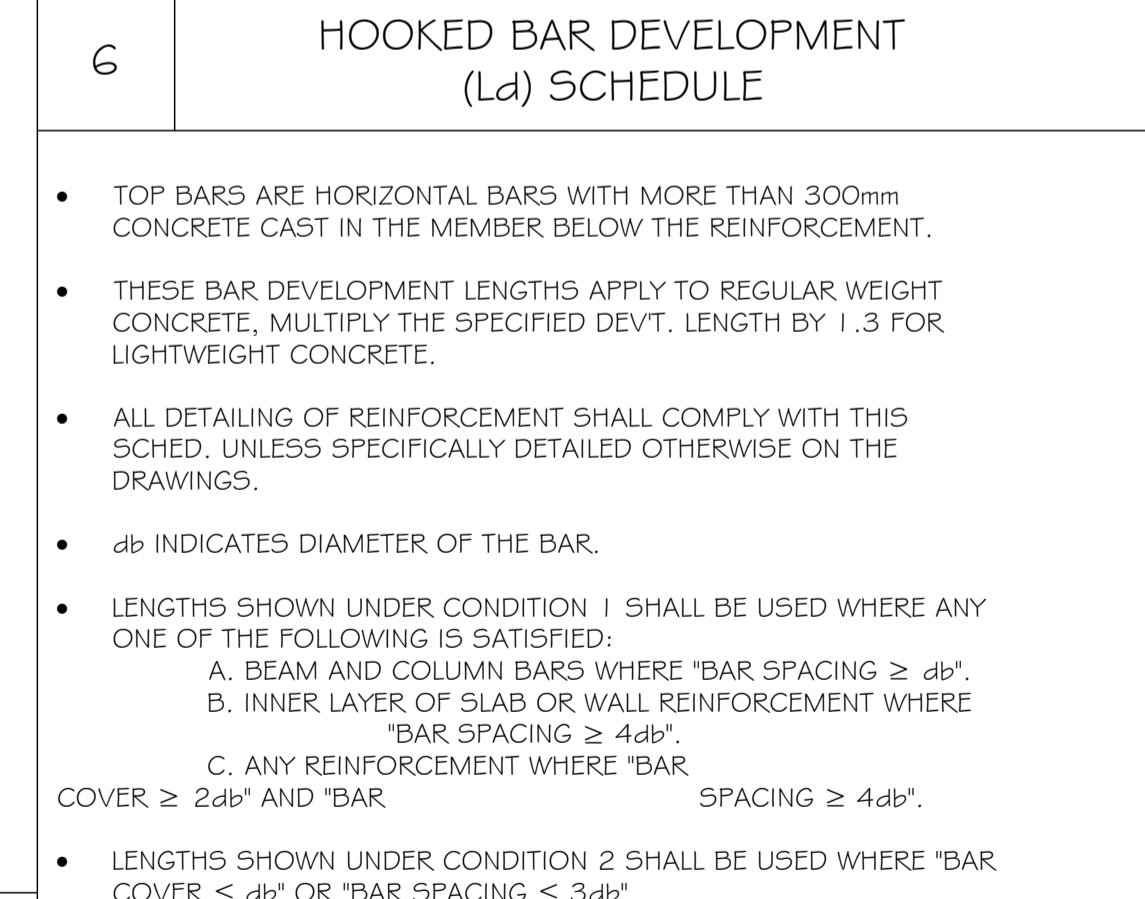 6
HOOKED BAR DEVELOPMENT
(Ld) SCHEDULE
• TOP BARS ARE HORIZONTAL BARS WITH MORE THAN 300mm
CONCRETE CAST IN THE MEMBER BELOW THE REINFORCEMENT.
• THESE BAR DEVELOPMENT LENGTHS APPLY TO REGULAR WEIGHT
CONCRETE, MULTIPLY THE SPECIFIED DEV'T. LENGTH BY 1.3 FOR
LIGHTWEIGHT CONCRETE.
• ALL DETAILING OF REINFORCEMENT SHALL COMPLY WITH THIS
SCHED. UNLESS SPECIFICALLY DETAILED OTHERWISE ON THE
DRAWINGS.
• db INDICATES DIAMETER OF THE BAR.
• LENGTHS SHOWN UNDER CONDITION 1 SHALL BE USED WHERE ANY
ONE OF THE FOLLOWING IS SATISFIED:
A. BEAM AND COLUMN BARS WHERE "BAR SPACING ≥ db".
B. INNER LAYER OF SLAB OR WALL REINFORCEMENT WHERE
"BAR SPACING ≥ 4db".
C. ANY REINFORCEMENT WHERE "BAR
COVER ≥ 2db" AND "BAR SPACING ≥ 4db".
• LENGTHS SHOWN UNDER CONDITION 2 SHALL BE USED WHERE "BAR
COVER ≤ db" OR "BAR SPACING ≤ 3db"